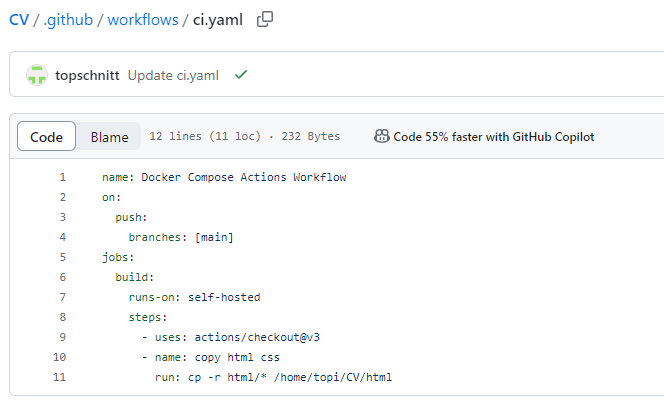 CV / .github / workflows / ci.yaml
topschnitt Update ci.yaml
Code Blame 12 lines (11 loc) · 232 Bytes Code 55% faster with GitHub Copilot
1 name: Docker Compose Actions Workflow
2 on:
3   push:
4     branches: [main]
5 jobs:
6   build:
7     runs-on: self-hosted
8     steps:
9       - uses: actions/checkout@v3
10       - name: copy html css
11         run: cp -r html/* /home/topi/CV/html